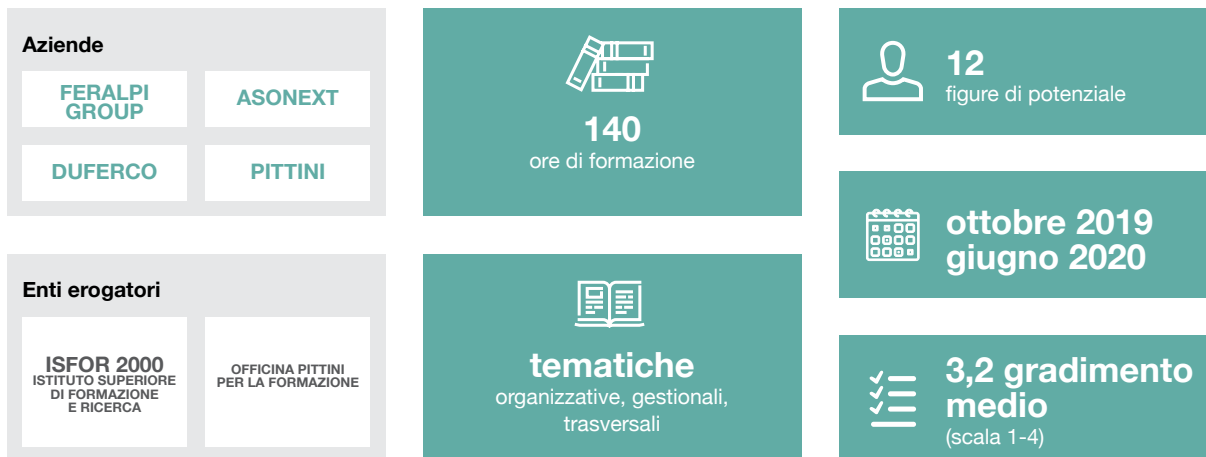 Aziende
FERALPI
GROUP
ASONEXT
DUFERCO
PITTINI
Enti erogatori
ISFOR 2000
ISTITUTO SUPERIORE
DI FORMAZIONE
E RICERCA
OFFICINA PITTINI
PER LA FORMAZIONE
140
ore di formazione
tematiche
organizzative, gestionali,
trasversali
12
figure di potenziale
ottobre 2019
giugno 2020
3,2 gradimento
medio
(scala 1-4)